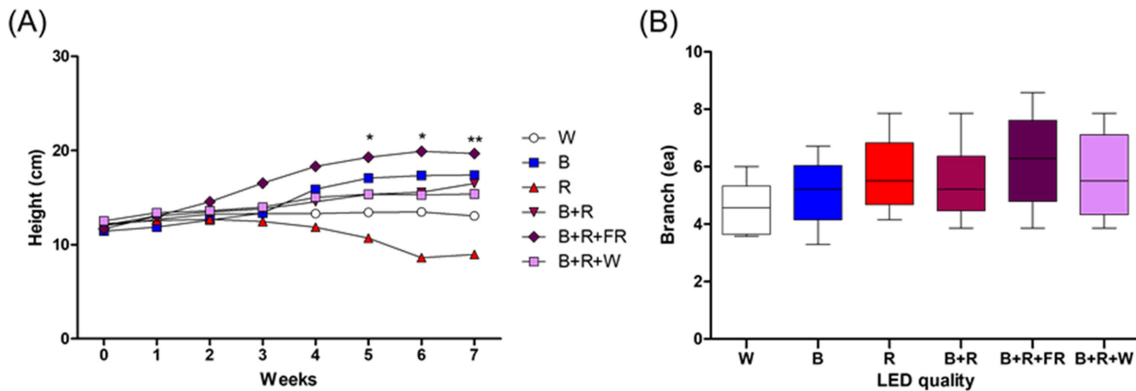 (A)
30
20
10
0
Height (cm)
* * **
0 1 2 3 4 5 6 7
Weeks
W
B
R
B+R
B+R+FR
B+R+W
(B)
10
8
6
4
2
0
Branch (ea)
W B R B+R B+R+FR B+R+W
LED quality